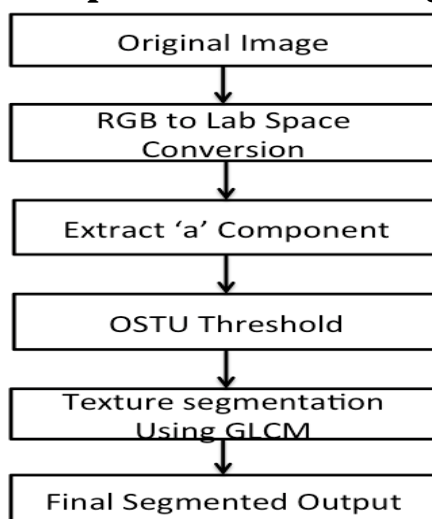 Original Image
RGB to Lab Space
Conversion
Extract ‘a’ Component
OSTU Threshold
Texture segmentation
Using GLCM
Final Segmented Output